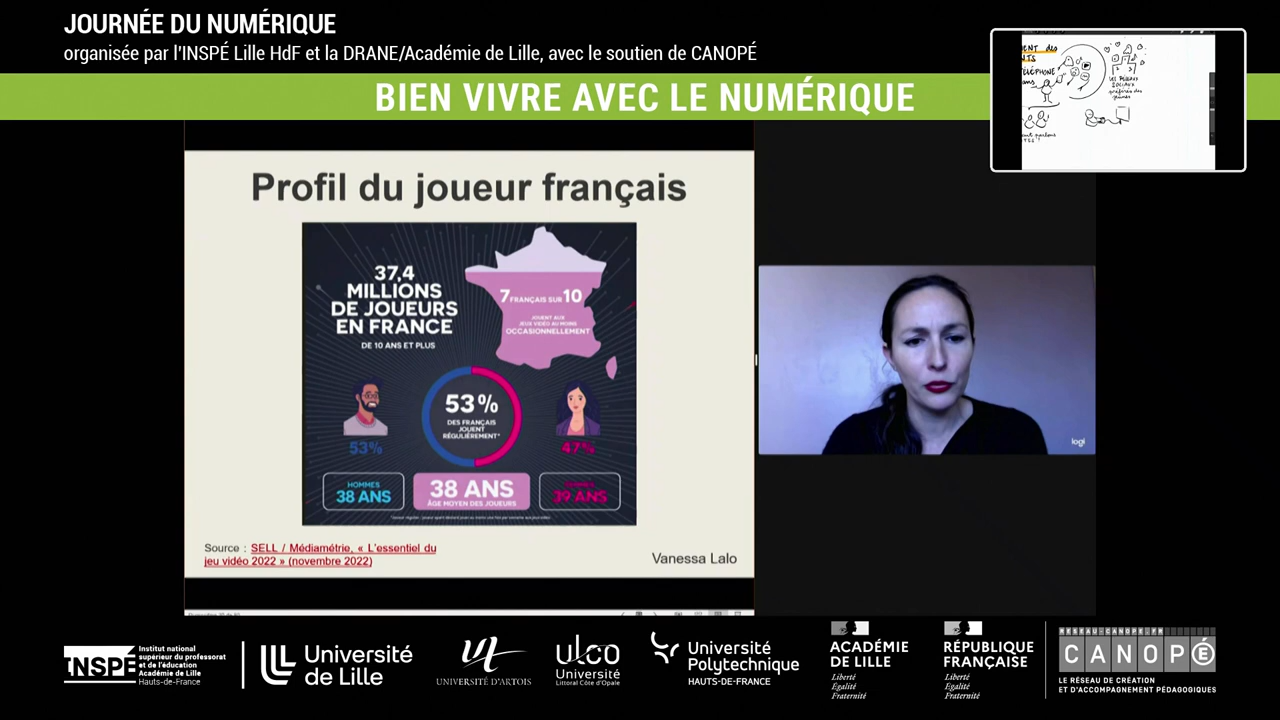 JOURNÉE DU NUMÉRIQUE
organisée par l'INSPÉ Lille HdF et la DRANE/Académie de Lille, avec le soutien de CANOPÉ
BIEN VIVRE AVEC LE NUMÉRIQUE
Profil du joueur français
37,4
MILLIONS
DE JOUEURS
EN FRANCE
DE 10 ANS ET PLUS
7 FRANÇAIS SUR 10
JOUENT AUX
JEUX VIDÉO AU MOINS
OCCASIONNELLEMENT
53%
DES FRANÇAIS
JOUENT
RÉGULIÈREMENT*
53%
47%
HOMMES
38 ANS
38 ANS
ÂGE MOYEN DES JOUEURS
39 ANS
Source : SELL / Médiamétrie, « L'essentiel du
jeu vidéo 2022 » (novembre 2022)
Vanessa Lalo
logi
INSPÉ
Institut national
supérieur du professorat
et de l'éducation
Académie de Lille
Hauts-de-France
Université
de Lille
UNIVERSITÉ D'ARTOIS
ULCO
Université
Littoral Côte d'Opale
Université
Polytechnique
HAUTS-DE-FRANCE
ACADÉMIE
DE LILLE
Liberté
Égalité
Fraternité
RÉPUBLIQUE
FRANÇAISE
Liberté
Égalité
Fraternité
RESEAU-CANOPE.FR
CANOPÉ
LE RÉSEAU DE CRÉATION
ET D'ACCOMPAGNEMENT PÉDAGOGIQUES